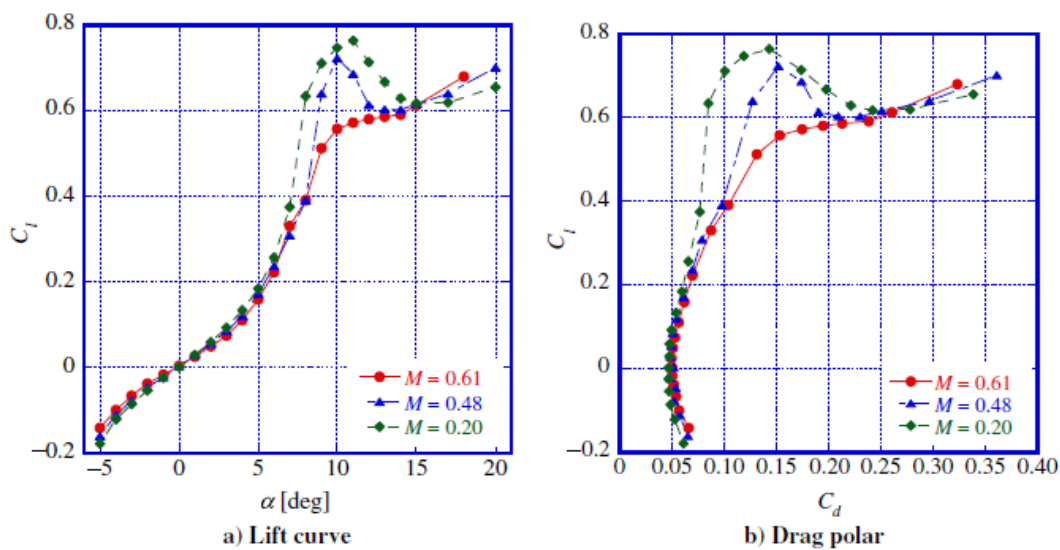 0.8
0.6
0.4
0.2
0
−0.2
C_l
−5
0
5
10
15
20
α [deg]
M = 0.61
M = 0.48
M = 0.20
a) Lift curve
0.8
0.6
0.4
0.2
0
−0.2
C_l
0
0.05
0.10
0.15
0.20
0.25
0.30
0.35
0.40
C_d
M = 0.61
M = 0.48
M = 0.20
b) Drag polar